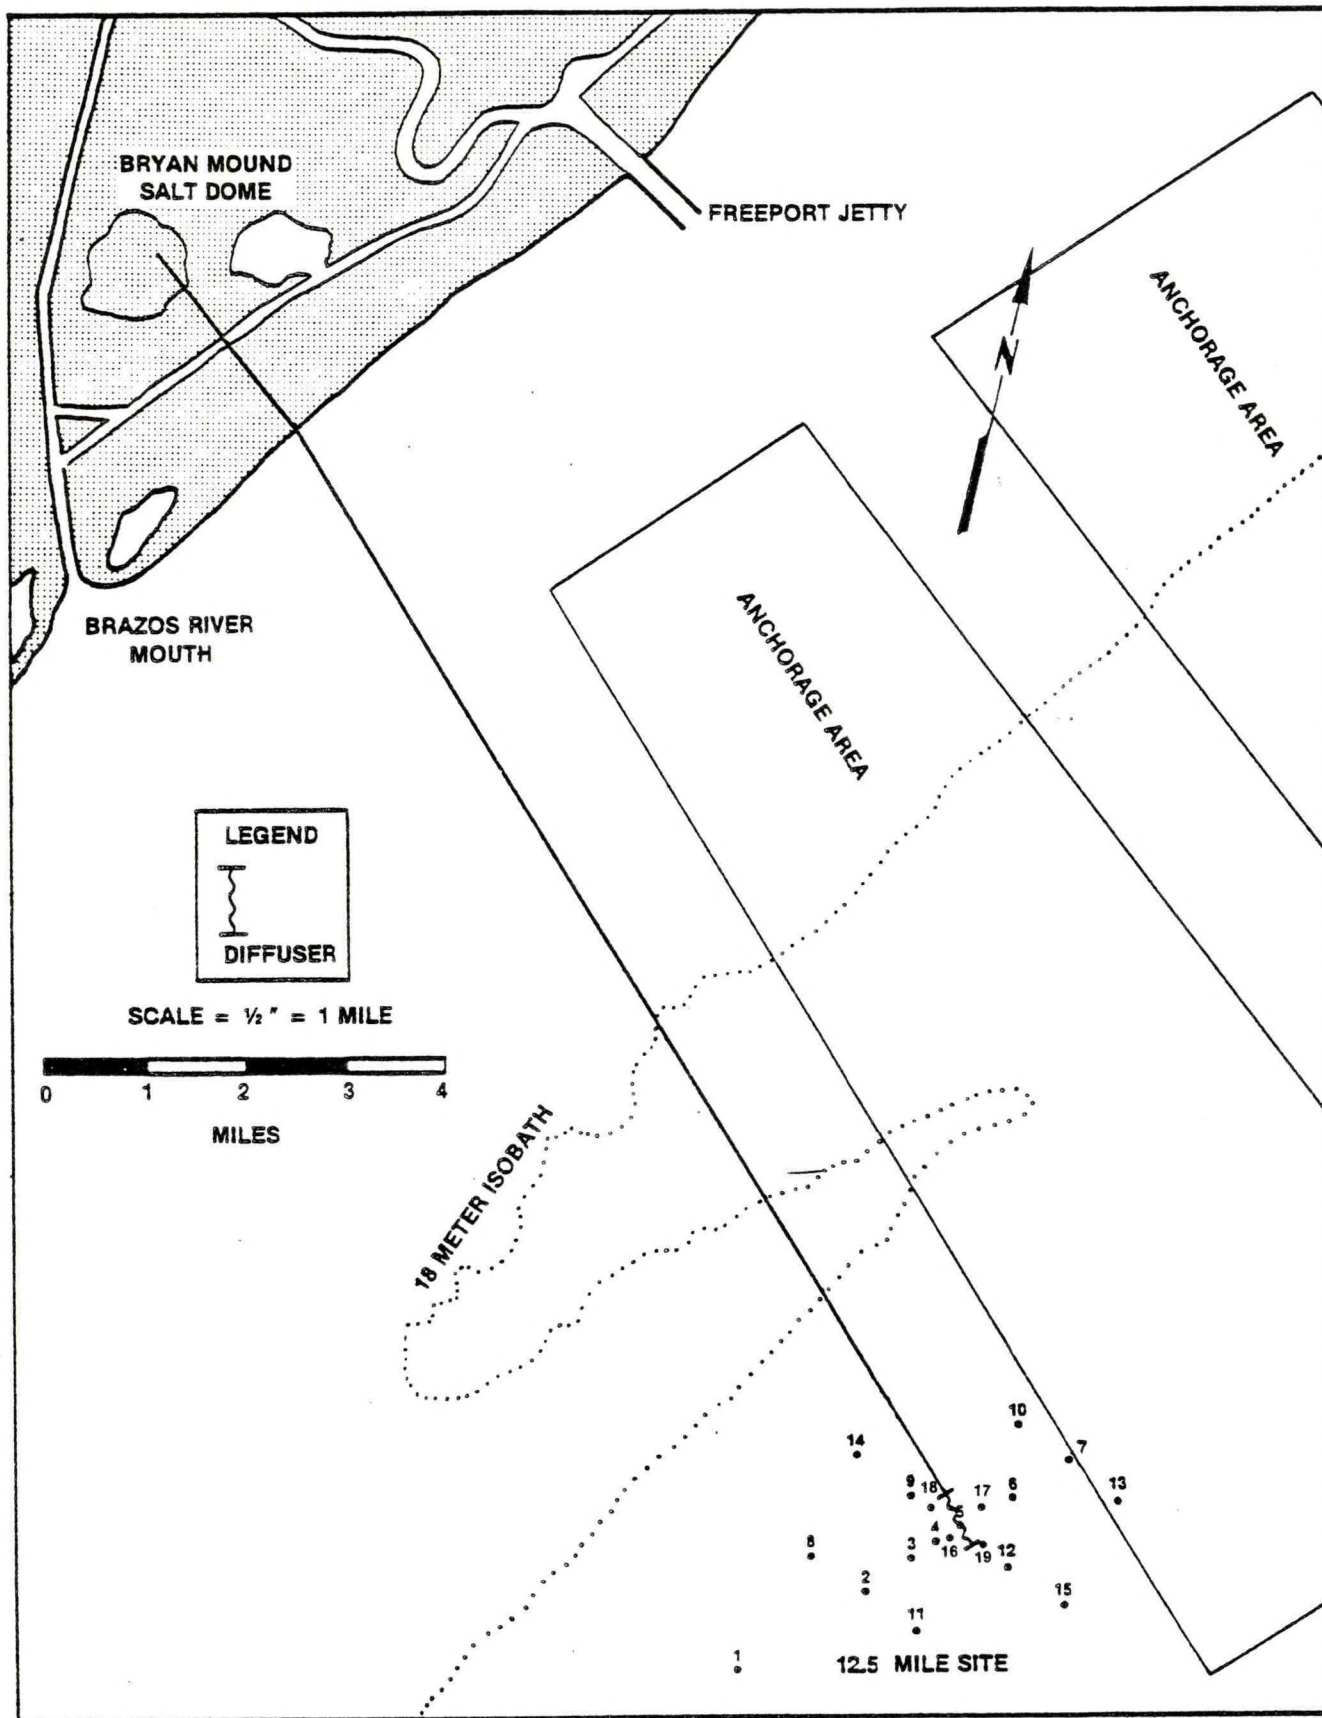 BRYAN MOUND
SALT DOME
FREEPORT JETTY
ANCHORAGE AREA
N
BRAZOS RIVER
MOUTH
ANCHORAGE AREA
LEGEND
DIFFUSER
SCALE = ½ " = 1 MILE
0 1 2 3 4
MILES
18 METER ISOBATH
10
14
7
9
18
17
6
13
5
4
16
19
12
8
3
2
15
11
1
12.5 MILE SITE